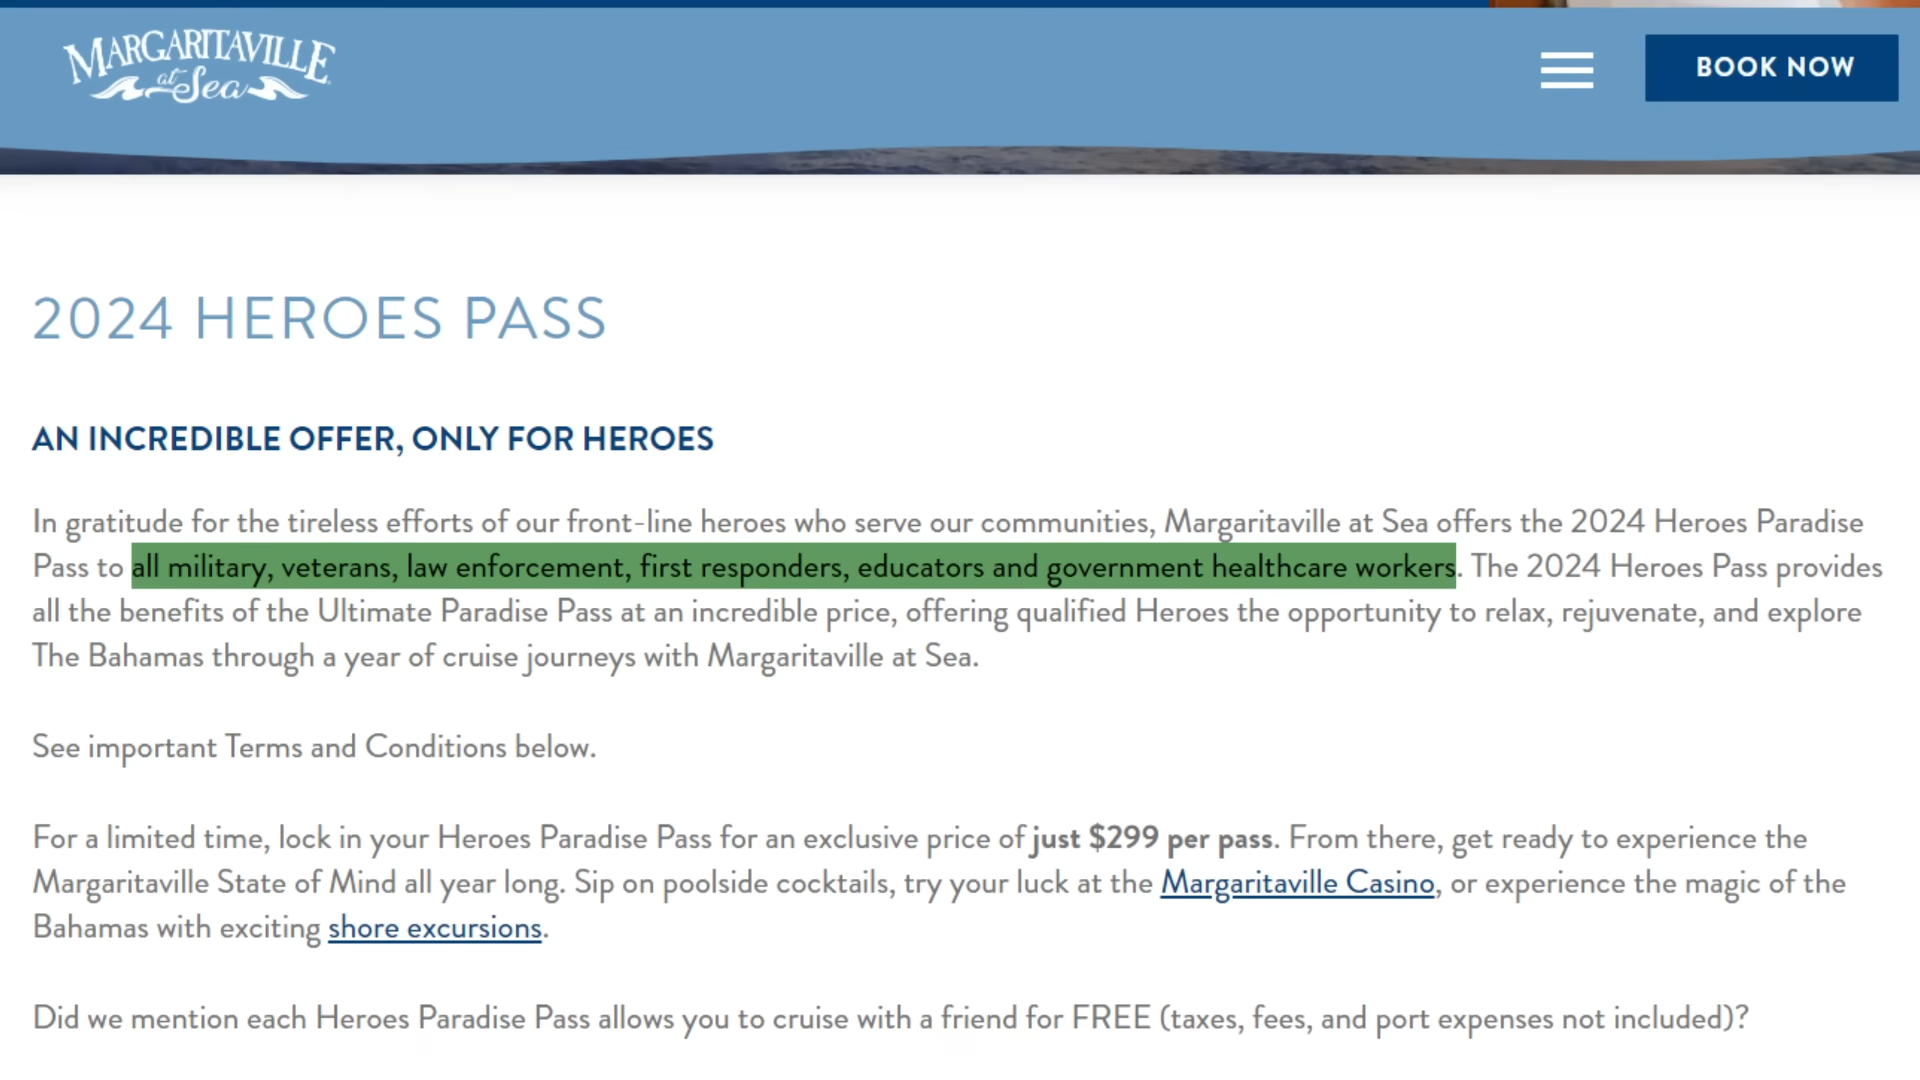 MARGARITAVILLE
at Sea
BOOK NOW
2024 HEROES PASS
AN INCREDIBLE OFFER, ONLY FOR HEROES
In gratitude for the tireless efforts of our front-line heroes who serve our communities, Margaritaville at Sea offers the 2024 Heroes Paradise
Pass to all military, veterans, law enforcement, first responders, educators and government healthcare workers. The 2024 Heroes Pass provides
all the benefits of the Ultimate Paradise Pass at an incredible price, offering qualified Heroes the opportunity to relax, rejuvenate, and explore
The Bahamas through a year of cruise journeys with Margaritaville at Sea.
See important Terms and Conditions below.
For a limited time, lock in your Heroes Paradise Pass for an exclusive price of just $299 per pass. From there, get ready to experience the
Margaritaville State of Mind all year long. Sip on poolside cocktails, try your luck at the Margaritaville Casino, or experience the magic of the
Bahamas with exciting shore excursions.
Did we mention each Heroes Paradise Pass allows you to cruise with a friend for FREE (taxes, fees, and port expenses not included)?